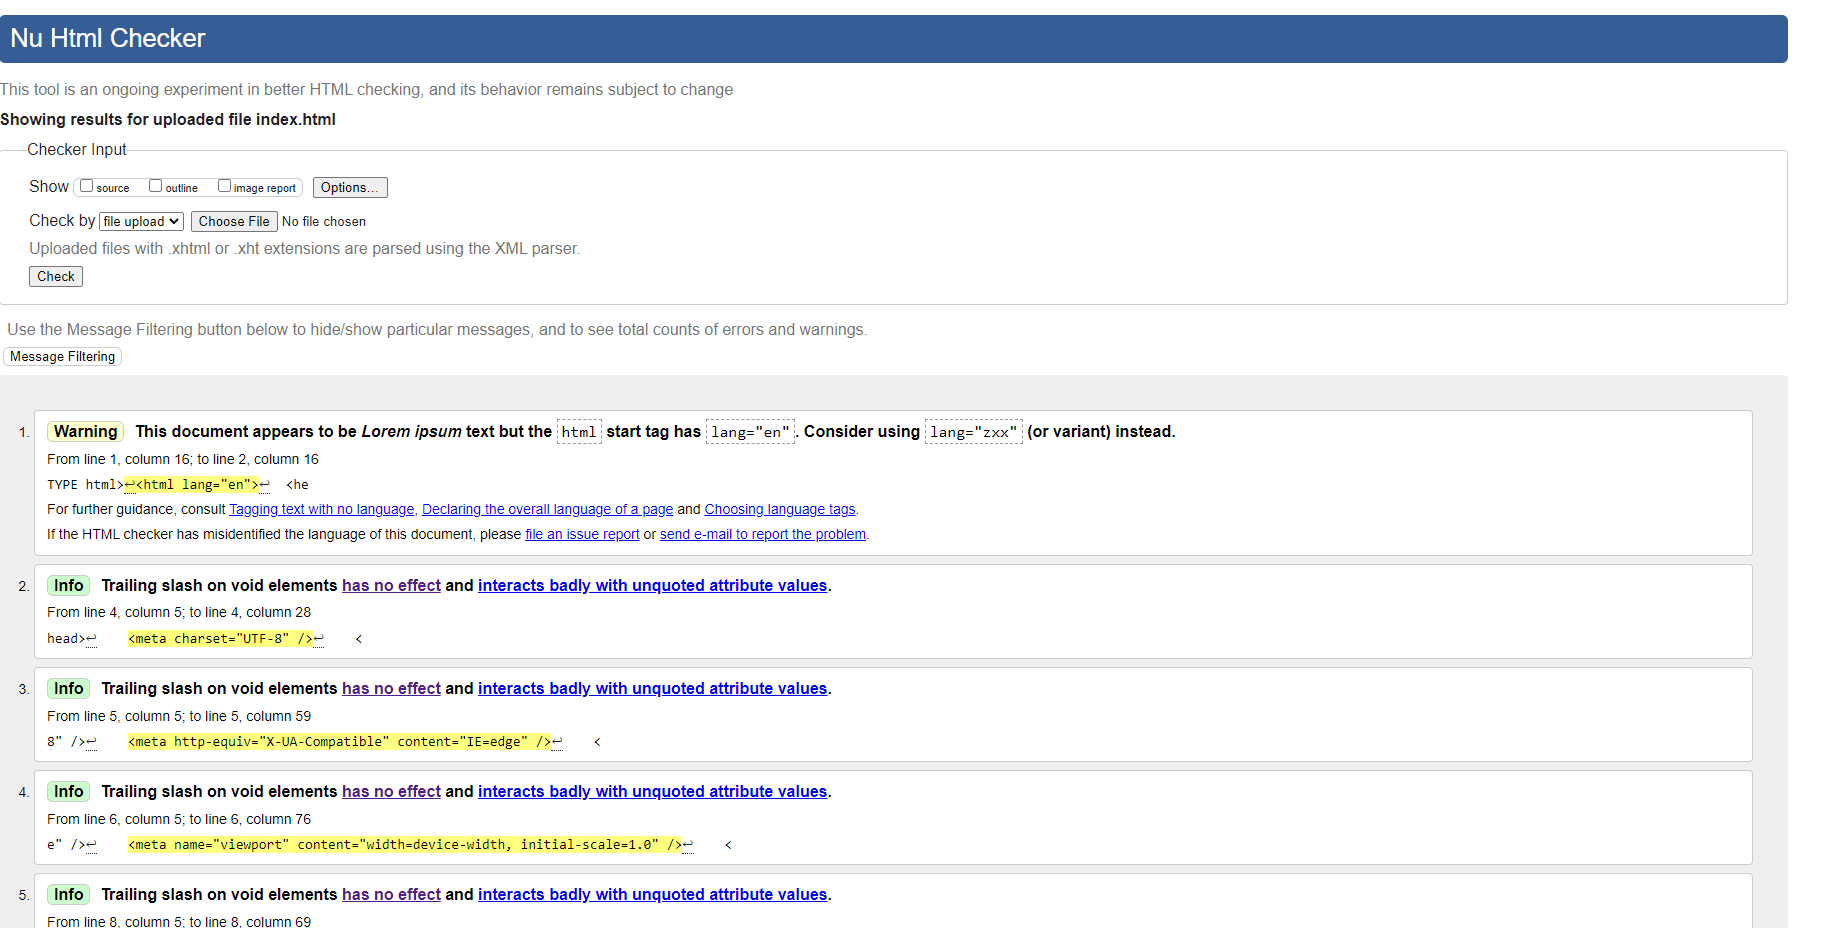 Nu Html Checker
This tool is an ongoing experiment in better HTML checking, and its behavior remains subject to change
Showing results for uploaded file index.html
Checker Input
Show source outline image report Options...
Check by file upload Choose File No file chosen
Uploaded files with .xhtml or .xht extensions are parsed using the XML parser.
Check
Use the Message Filtering button below to hide/show particular messages, and to see total counts of errors and warnings.
Message Filtering
1. Warning This document appears to be Lorem ipsum text but the html start tag has lang="en". Consider using lang="zxx" (or variant) instead.
From line 1, column 16; to line 2, column 16
TYPE html>↩<html lang="en">↩ <he
For further guidance, consult Tagging text with no language, Declaring the overall language of a page and Choosing language tags.
If the HTML checker has misidentified the language of this document, please file an issue report or send e-mail to report the problem.
2. Info Trailing slash on void elements has no effect and interacts badly with unquoted attribute values.
From line 4, column 5; to line 4, column 28
head>↩ <meta charset="UTF-8" />↩ <
3. Info Trailing slash on void elements has no effect and interacts badly with unquoted attribute values.
From line 5, column 5; to line 5, column 59
8" />↩ <meta http-equiv="X-UA-Compatible" content="IE=edge" />↩ <
4. Info Trailing slash on void elements has no effect and interacts badly with unquoted attribute values.
From line 6, column 5; to line 6, column 76
e" />↩ <meta name="viewport" content="width=device-width, initial-scale=1.0" />↩ <
5. Info Trailing slash on void elements has no effect and interacts badly with unquoted attribute values.
From line 8, column 5; to line 8, column 69